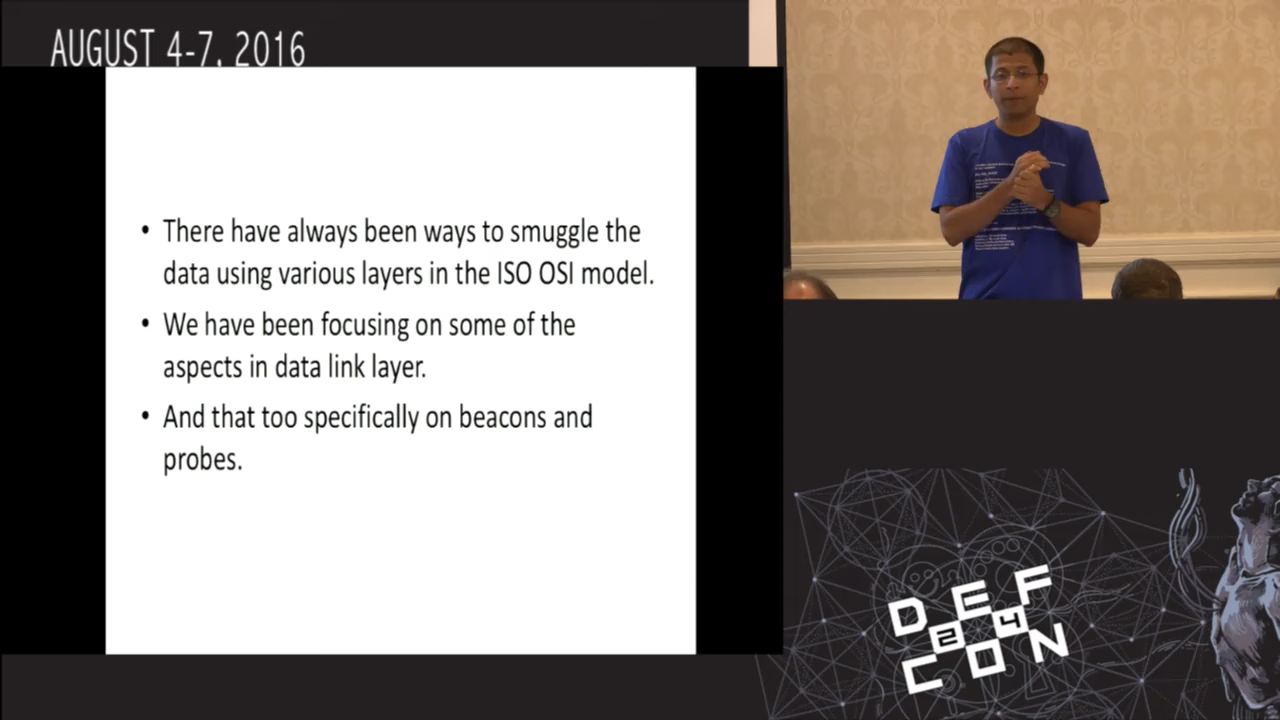 AUGUST 4-7, 2016
• There have always been ways to smuggle the
data using various layers in the ISO OSI model.
• We have been focusing on some of the
aspects in data link layer.
• And that too specifically on beacons and
probes.
DEF
24
CON